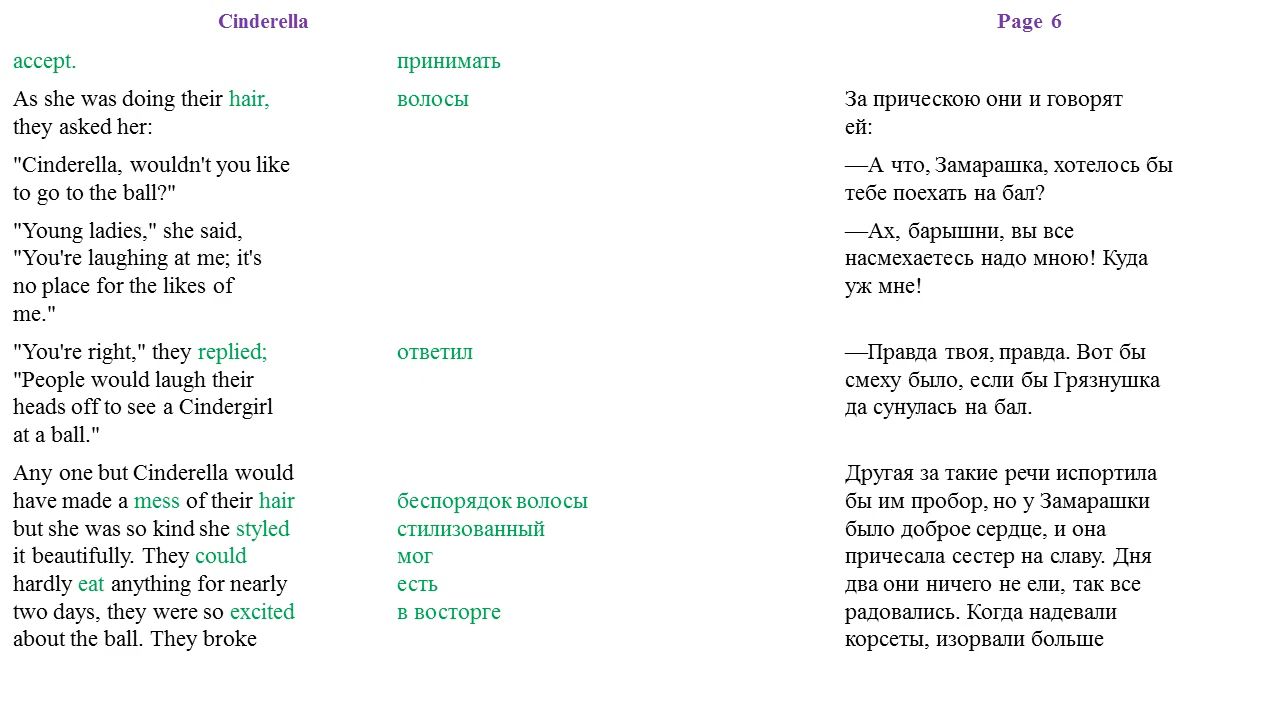 Cinderella Page 6
accept. принимать
As she was doing their hair, волосы За прическою они и говорят
they asked her: ей:
"Cinderella, wouldn't you like —А что, Замарашка, хотелось бы
to go to the ball?" тебе поехать на бал?
"Young ladies," she said, —Ах, барышни, вы все
"You're laughing at me; it's насмехаетесь надо мною! Куда
no place for the likes of уж мне!
me."
"You're right," they replied; ответил —Правда твоя, правда. Вот бы
"People would laugh their смеху было, если бы Грязнушка
heads off to see a Cindergirl да сунулась на бал.
at a ball."
Any one but Cinderella would Другая за такие речи испортила
have made a mess of their hair беспорядок волосы бы им пробор, но у Замарашки
but she was so kind she styled стилизованный было доброе сердце, и она
it beautifully. They could мог причесала сестер на славу. Дня
hardly eat anything for nearly есть два они ничего не ели, так все
two days, they were so excited в восторге радовались. Когда надевали
about the ball. They broke корсеты, изорвали больше